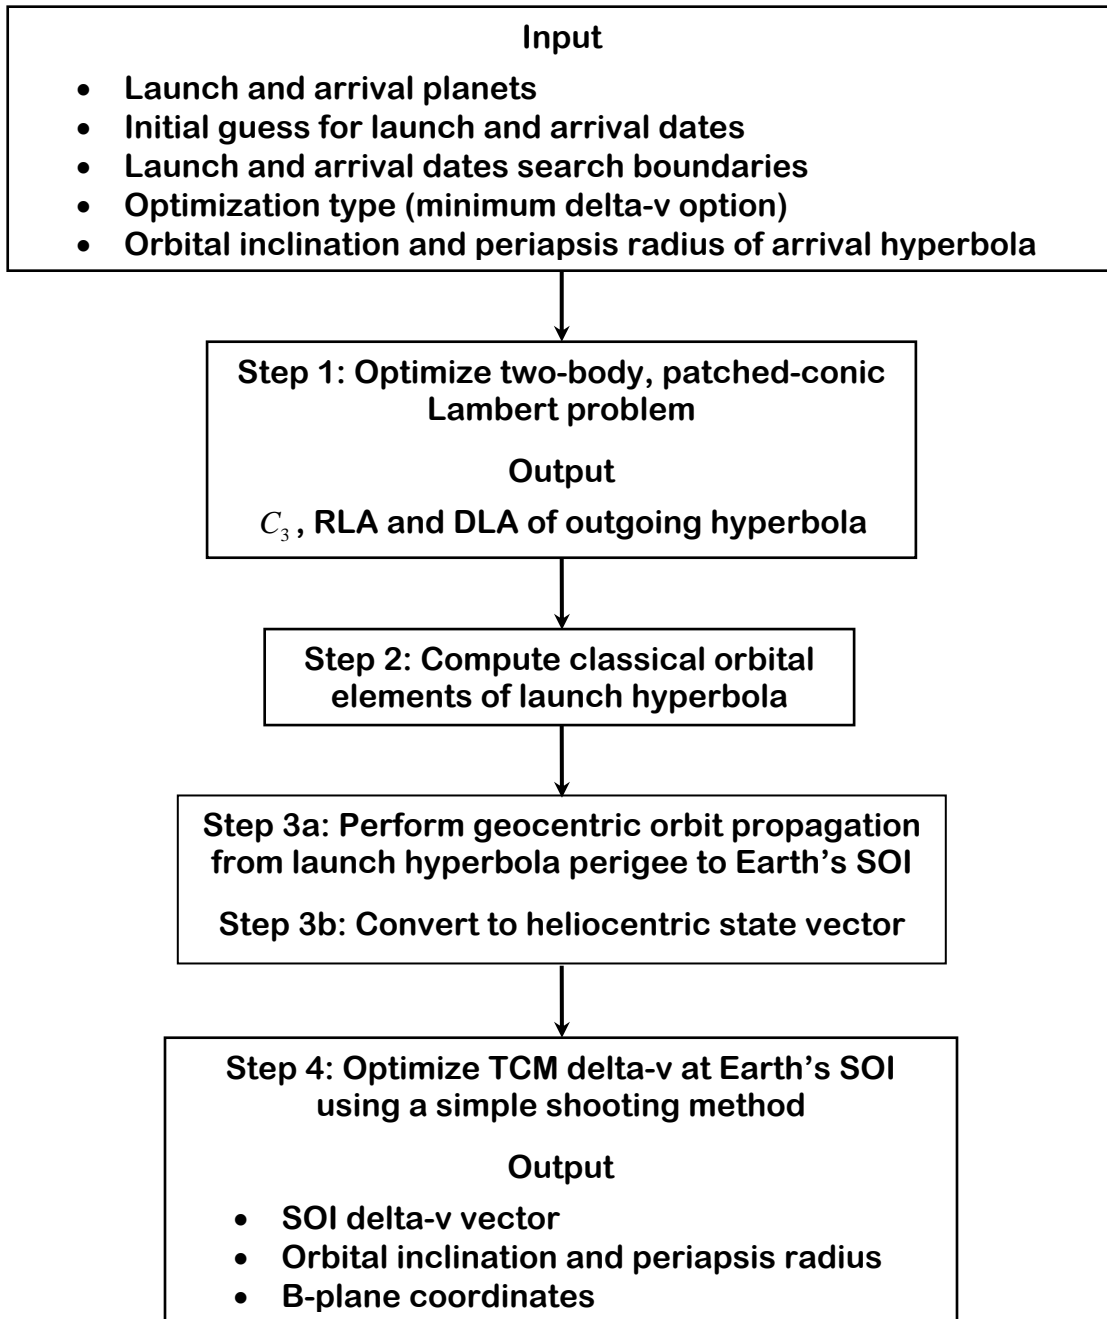 Input
• Launch and arrival planets
• Initial guess for launch and arrival dates
• Launch and arrival dates search boundaries
• Optimization type (minimum delta-v option)
• Orbital inclination and periapsis radius of arrival hyperbola
Step 1: Optimize two-body, patched-conic
Lambert problem
Output
C₃ , RLA and DLA of outgoing hyperbola
Step 2: Compute classical orbital
elements of launch hyperbola
Step 3a: Perform geocentric orbit propagation
from launch hyperbola perigee to Earth’s SOI
Step 3b: Convert to heliocentric state vector
Step 4: Optimize TCM delta-v at Earth’s SOI
using a simple shooting method
Output
• SOI delta-v vector
• Orbital inclination and periapsis radius
• B-plane coordinates